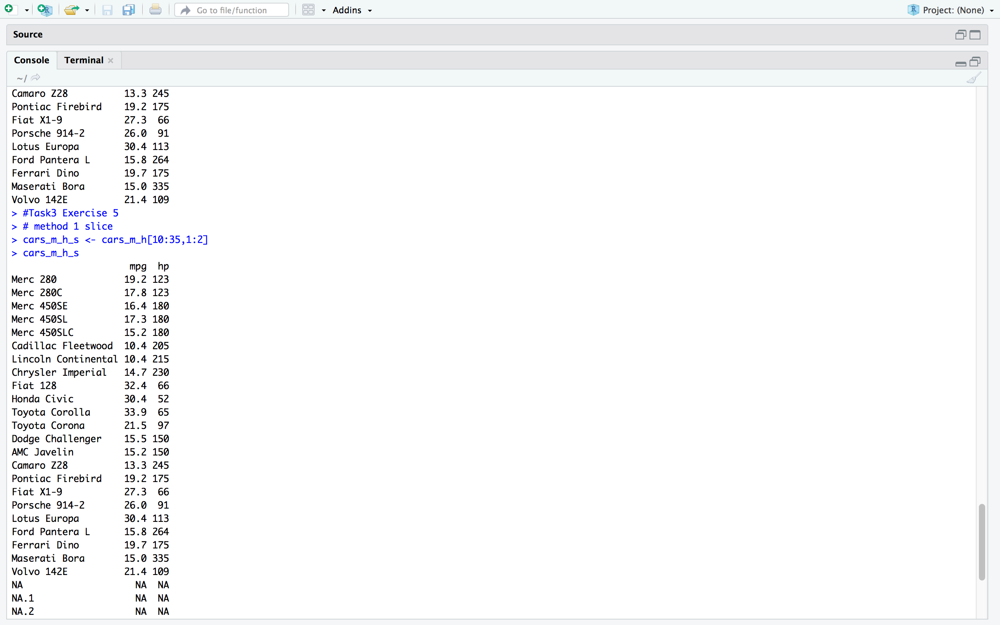 Go to file/function
Addins
Project: (None)
Source
Console
Terminal
~/
Camaro Z28          13.3 245
Pontiac Firebird    19.2 175
Fiat X1-9           27.3  66
Porsche 914-2       26.0  91
Lotus Europa        30.4 113
Ford Pantera L      15.8 264
Ferrari Dino        19.7 175
Maserati Bora       15.0 335
Volvo 142E          21.4 109
> #Task3 Exercise 5
> # method 1 slice
> cars_m_h_s <- cars_m_h[10:35,1:2]
> cars_m_h_s
                     mpg  hp
Merc 280            19.2 123
Merc 280C           17.8 123
Merc 450SE          16.4 180
Merc 450SL          17.3 180
Merc 450SLC         15.2 180
Cadillac Fleetwood  10.4 205
Lincoln Continental 10.4 215
Chrysler Imperial   14.7 230
Fiat 128            32.4  66
Honda Civic         30.4  52
Toyota Corolla      33.9  65
Toyota Corona       21.5  97
Dodge Challenger    15.5 150
AMC Javelin         15.2 150
Camaro Z28          13.3 245
Pontiac Firebird    19.2 175
Fiat X1-9           27.3  66
Porsche 914-2       26.0  91
Lotus Europa        30.4 113
Ford Pantera L      15.8 264
Ferrari Dino        19.7 175
Maserati Bora       15.0 335
Volvo 142E          21.4 109
NA                    NA  NA
NA.1                  NA  NA
NA.2                  NA  NA